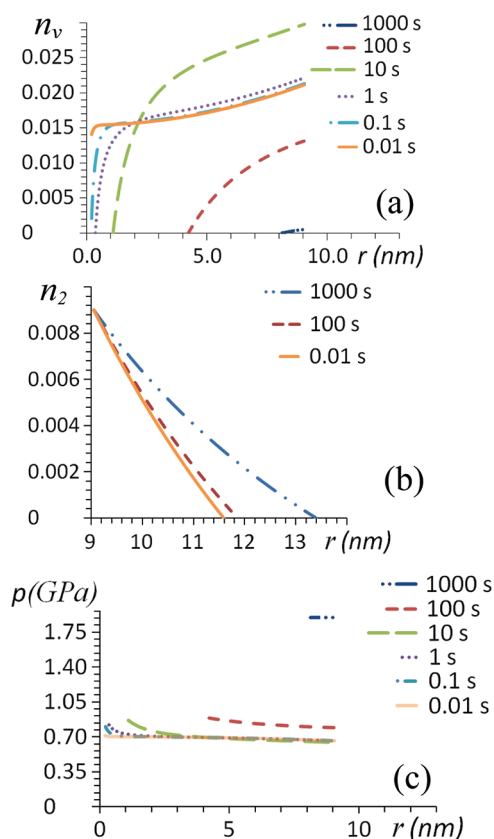 nᵥ
1000 s
100 s
10 s
1 s
0.1 s
0.01 s
0.025
0.020
0.015
0.010
0.005
0
(a)
0.0 5.0 10.0 r (nm)
n₂
1000 s
100 s
0.01 s
0.008
0.006
0.004
0.002
0
(b)
9 10 11 12 13 r (nm)
p(GPa)
1000 s
100 s
10 s
1 s
0.1 s
0.01 s
1.75
1.40
1.05
0.70
0.35
0
(c)
0 5 10 r (nm)